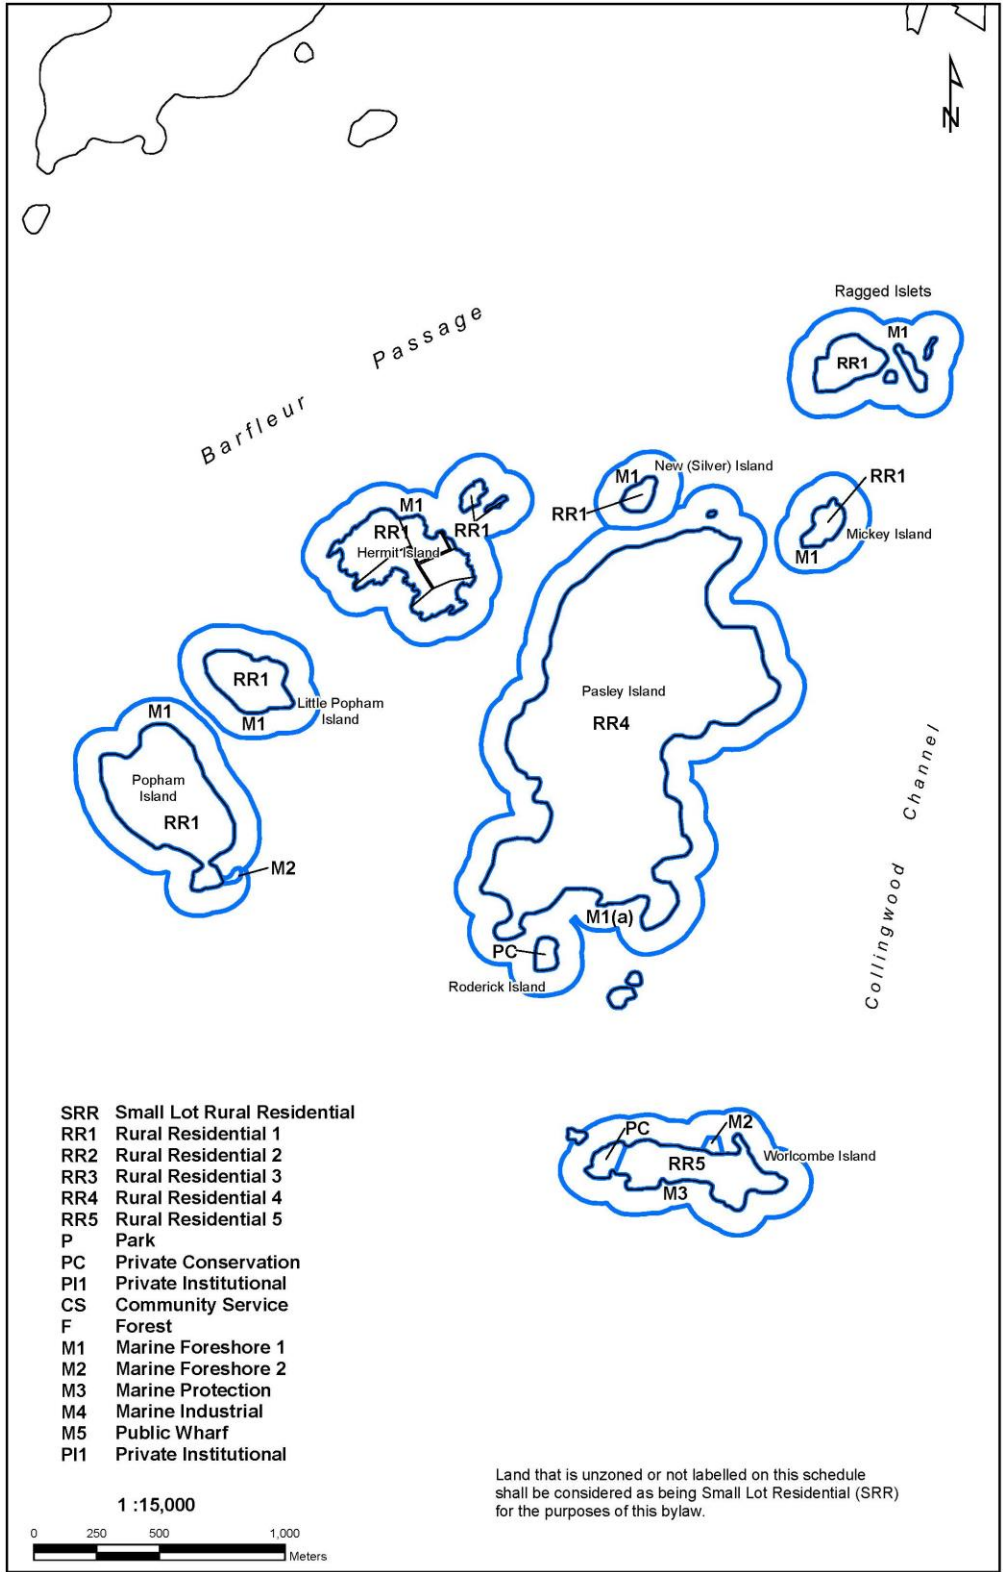 N
Ragged Islets
M1
RR1
Barfleur Passage
New (Silver) Island
M1
RR1
RR1
Mickey Island
M1
M1
RR1
RR1
Hermit Island
Pasley Island
RR4
RR1
M1
Little Popham
Island
M1
Popham
Island
RR1
M2
Collingwood Channel
M1(a)
PC
Roderick Island
PC
M2
RR5
Worlcombe Island
M3
SRR Small Lot Rural Residential
RR1 Rural Residential 1
RR2 Rural Residential 2
RR3 Rural Residential 3
RR4 Rural Residential 4
RR5 Rural Residential 5
P Park
PC Private Conservation
PI1 Private Institutional
CS Community Service
F Forest
M1 Marine Foreshore 1
M2 Marine Foreshore 2
M3 Marine Protection
M4 Marine Industrial
M5 Public Wharf
PI1 Private Institutional
1 :15,000
0 250 500 1,000
Meters
Land that is unzoned or not labelled on this schedule
shall be considered as being Small Lot Residential (SRR)
for the purposes of this bylaw.